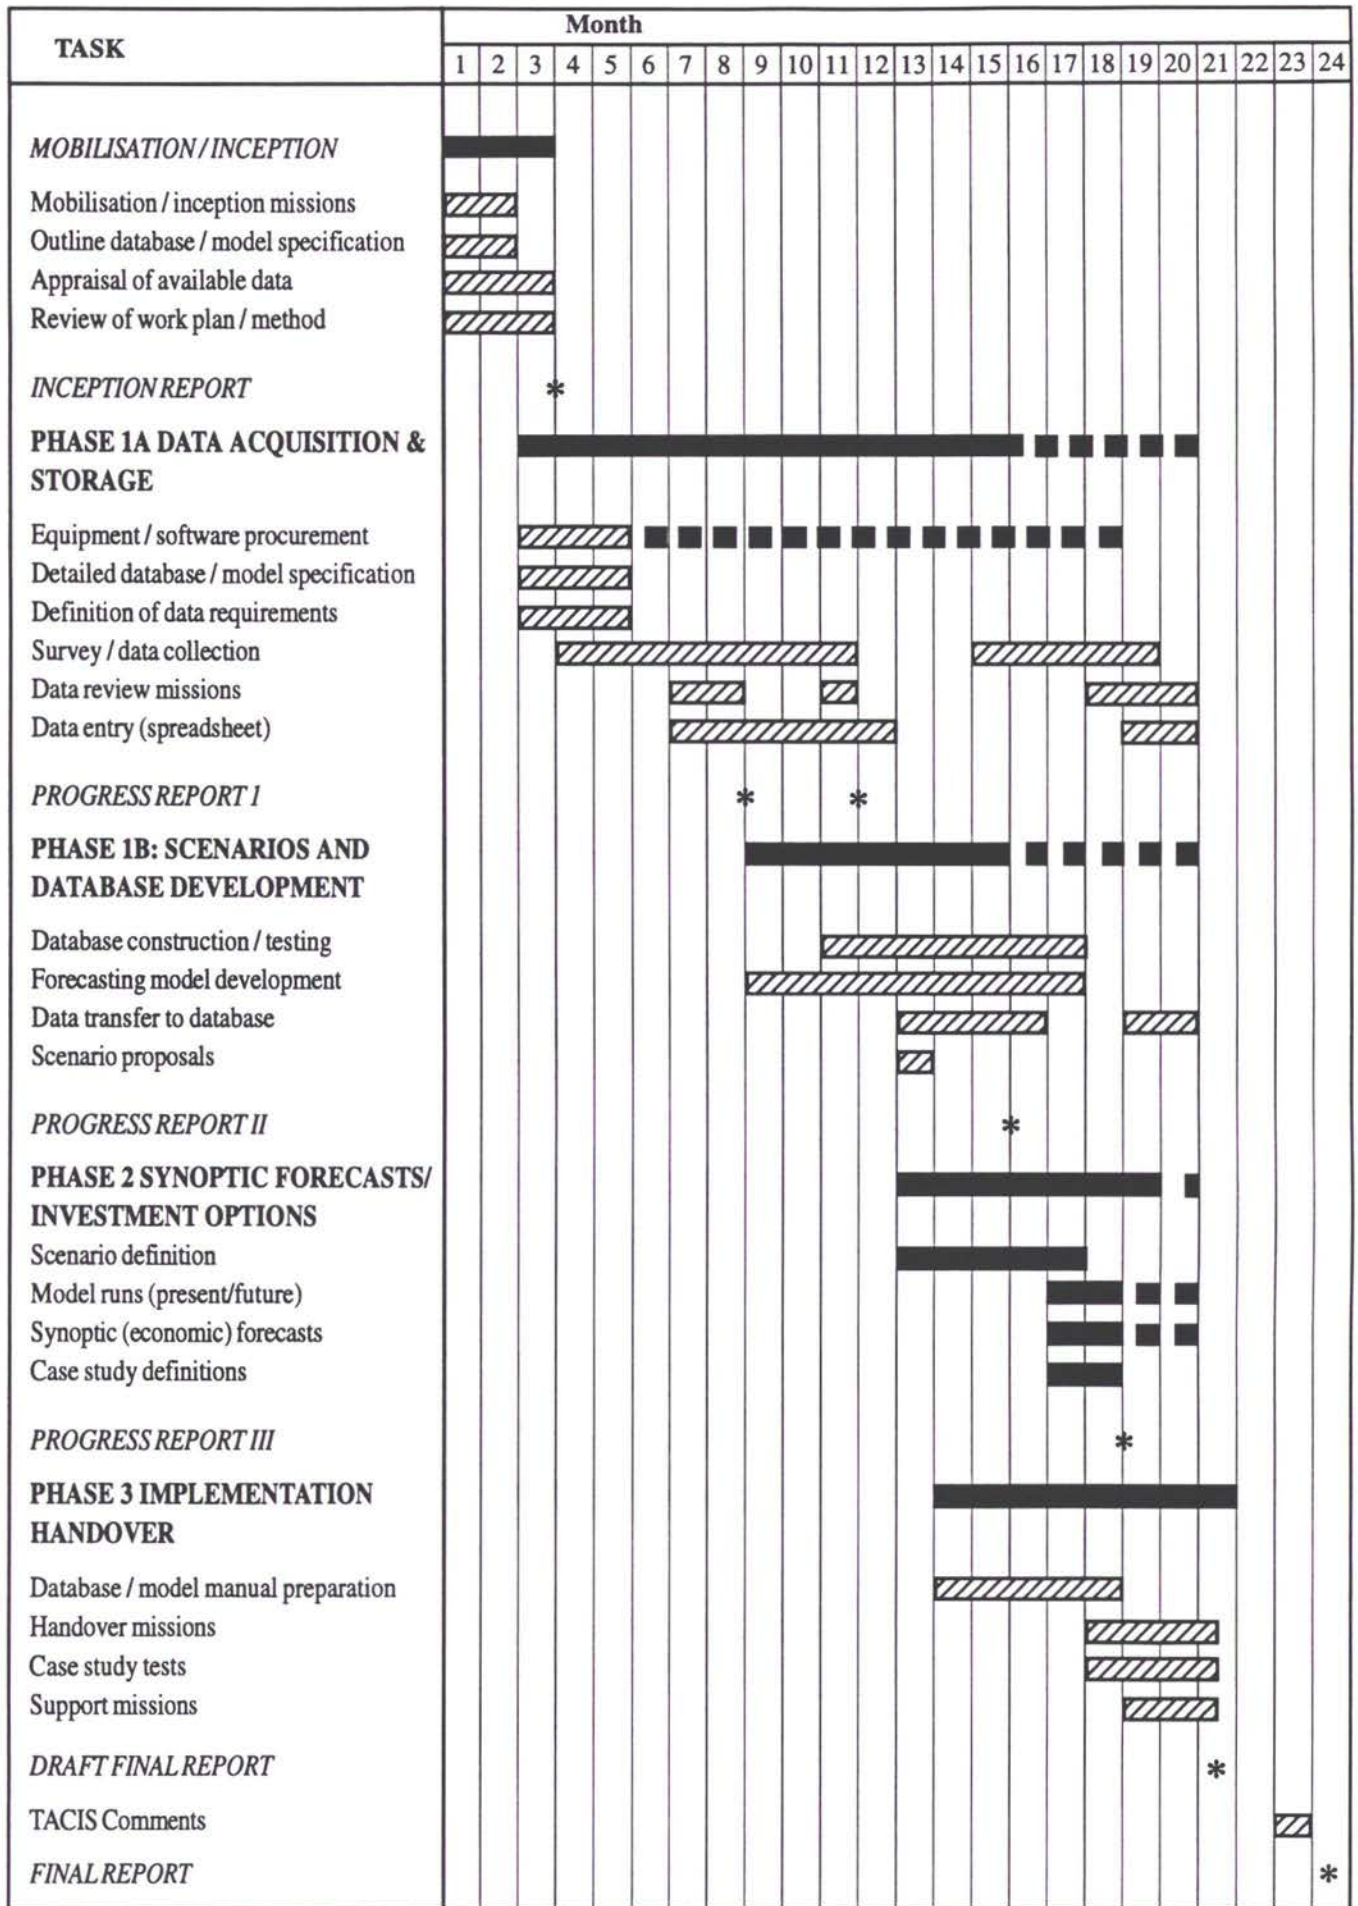 Month
TASK
1 2 3 4 5 6 7 8 9 10 11 12 13 14 15 16 17 18 19 20 21 22 23 24
MOBILISATION / INCEPTION
Mobilisation / inception missions
Outline database / model specification
Appraisal of available data
Review of work plan / method
INCEPTION REPORT *
PHASE 1A DATA ACQUISITION &
STORAGE
Equipment / software procurement
Detailed database / model specification
Definition of data requirements
Survey / data collection
Data review missions
Data entry (spreadsheet)
PROGRESS REPORT 1 * *
PHASE 1B: SCENARIOS AND
DATABASE DEVELOPMENT
Database construction / testing
Forecasting model development
Data transfer to database
Scenario proposals
PROGRESS REPORT II *
PHASE 2 SYNOPTIC FORECASTS/
INVESTMENT OPTIONS
Scenario definition
Model runs (present/future)
Synoptic (economic) forecasts
Case study definitions
PROGRESS REPORT III *
PHASE 3 IMPLEMENTATION
HANDOVER
Database / model manual preparation
Handover missions
Case study tests
Support missions
DRAFT FINAL REPORT *
TACIS Comments
FINAL REPORT *